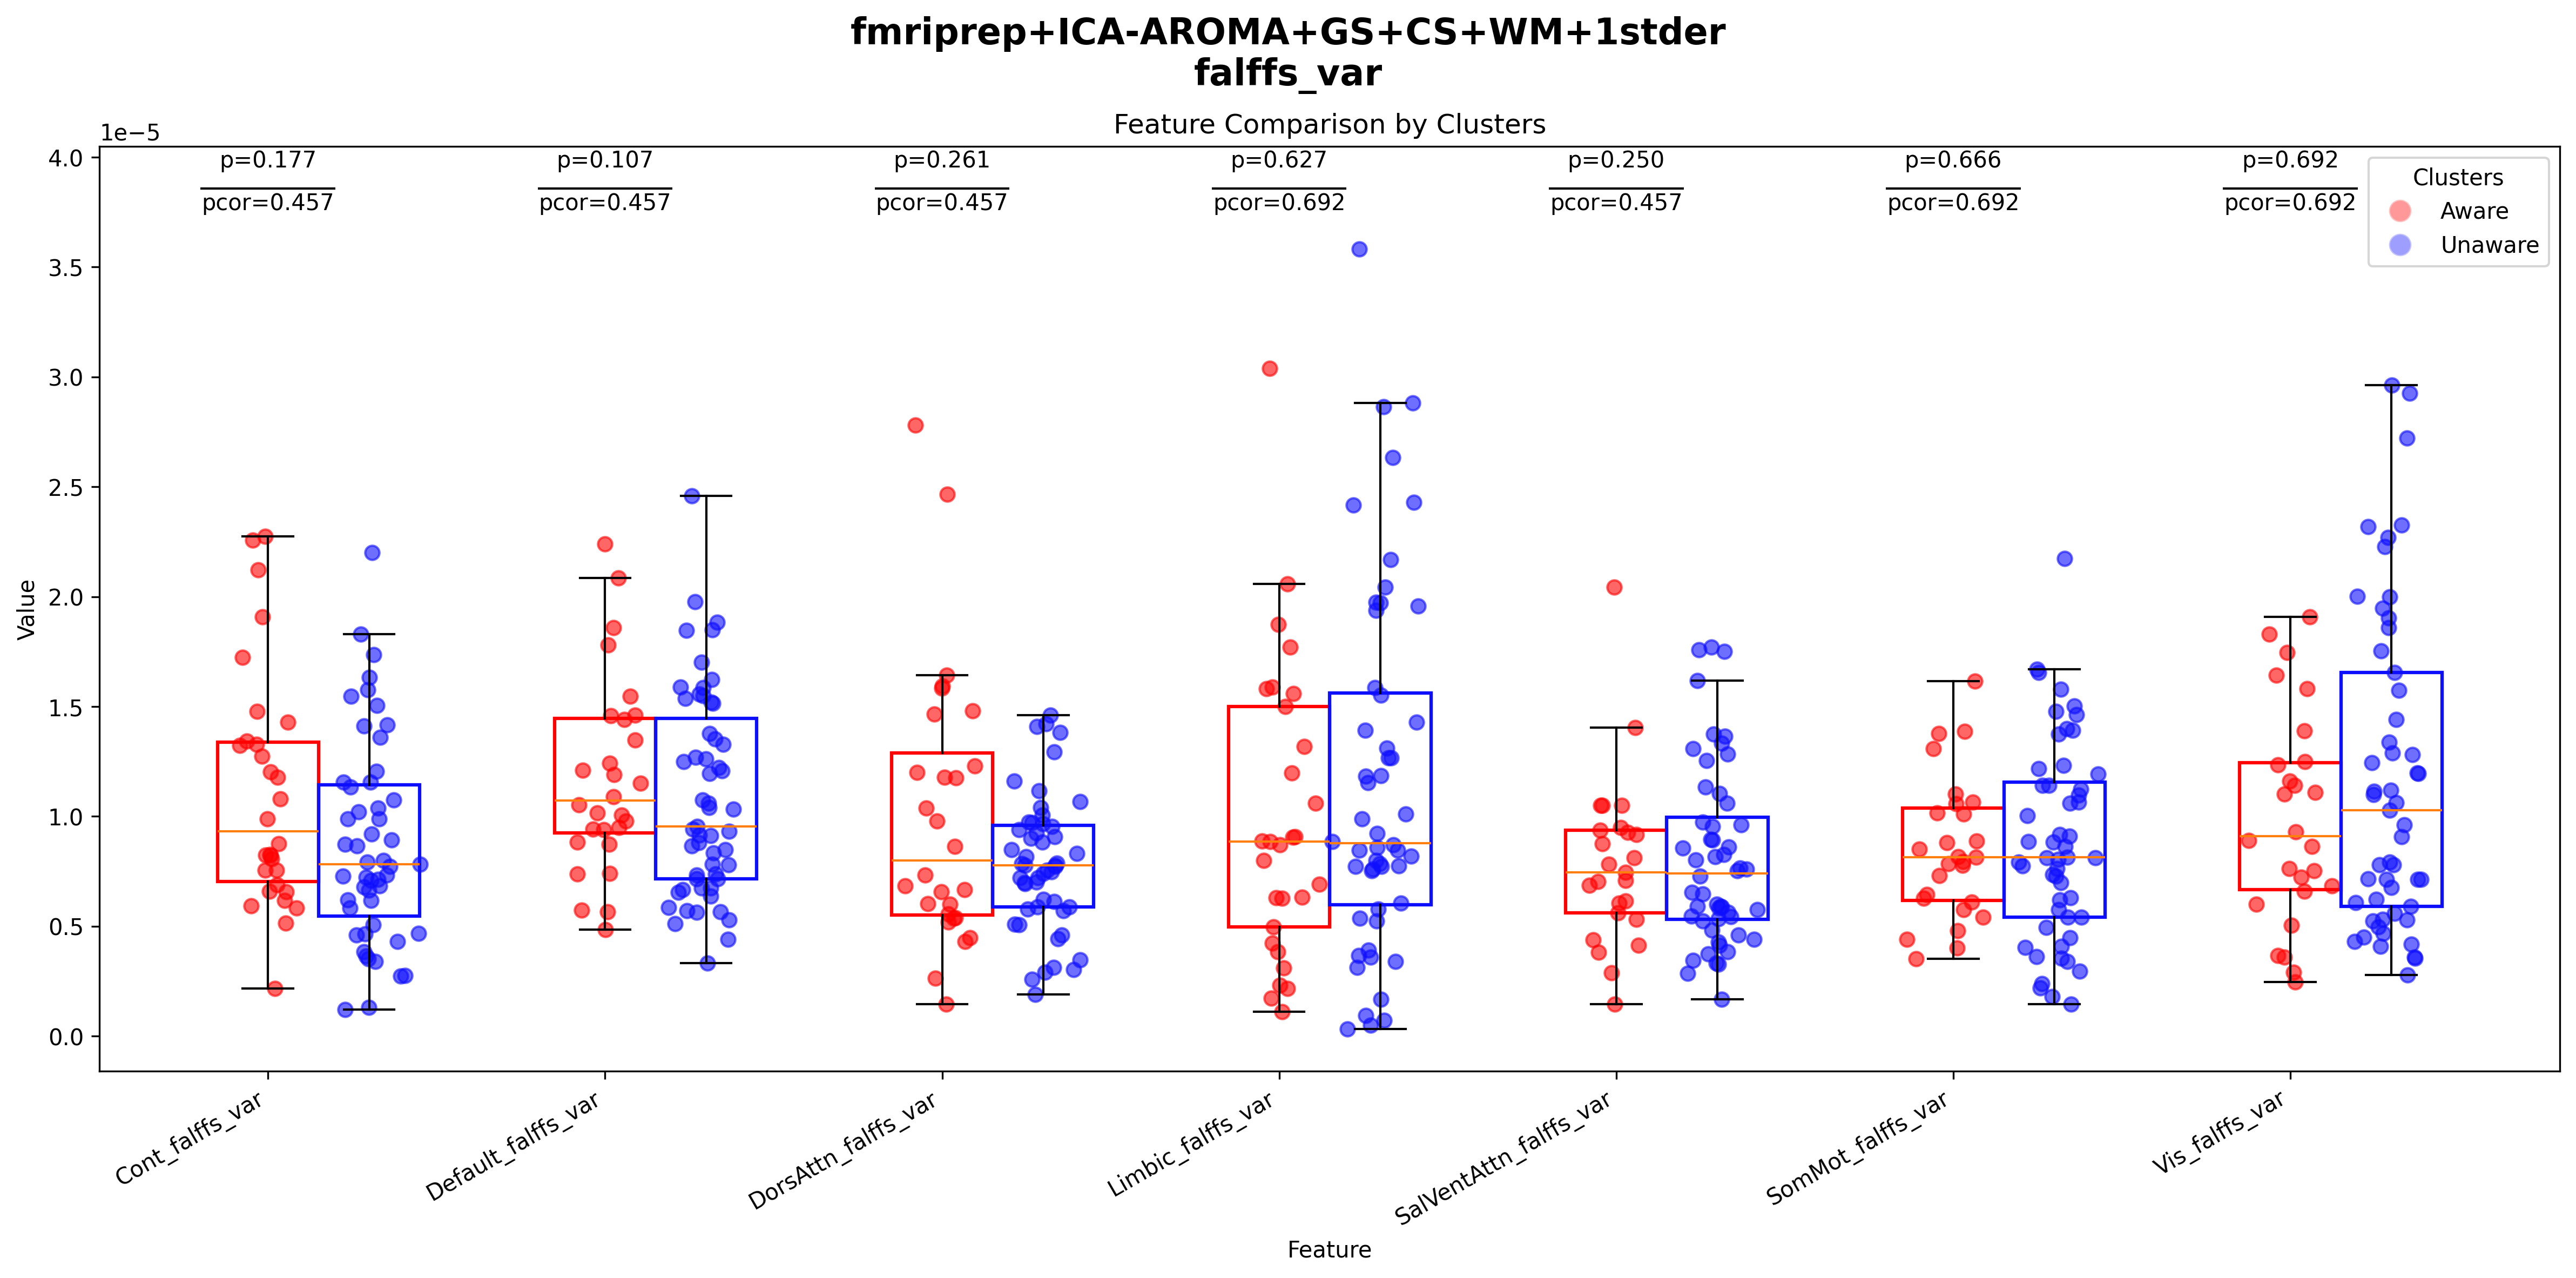 fmriprep+ICA-AROMA+GS+CS+WM+1stder
falffs_var
Feature Comparison by Clusters
1e−5
4.0
3.5
3.0
2.5
2.0
1.5
1.0
0.5
0.0
Value
p=0.177
pcor=0.457
p=0.107
pcor=0.457
p=0.261
pcor=0.457
p=0.627
pcor=0.692
p=0.250
pcor=0.457
p=0.666
pcor=0.692
p=0.692
pcor=0.692
Clusters
Aware
Unaware
Cont_falffs_var
Default_falffs_var
DorsAttn_falffs_var
Limbic_falffs_var
SalVentAttn_falffs_var
SomMot_falffs_var
Vis_falffs_var
Feature